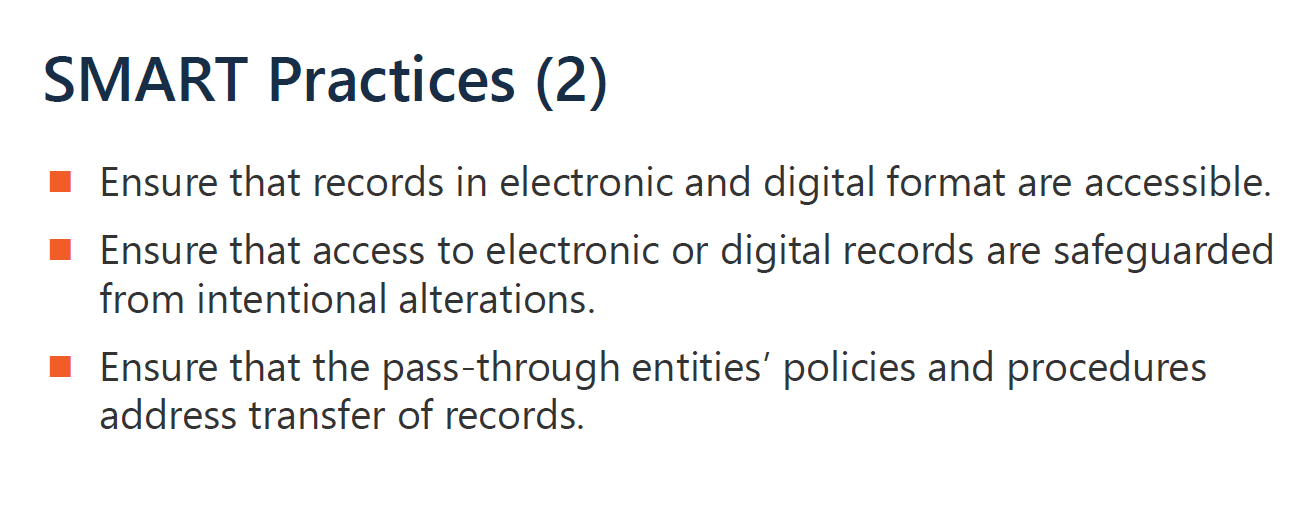 SMART Practices (2)
Ensure that records in electronic and digital format are accessible.
Ensure that access to electronic or digital records are safeguarded
from intentional alterations.
Ensure that the pass-through entities’ policies and procedures
address transfer of records.